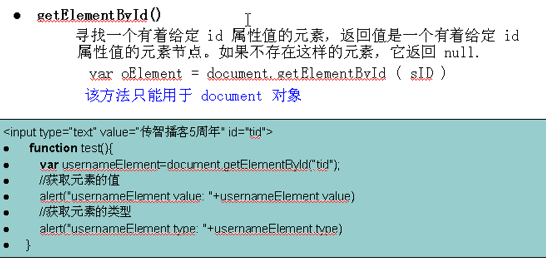 ● getElementById()
寻找一个有着给定 id 属性值的元素，返回值是一个有着给定 id
属性值的元素节点。如果不存在这样的元素，它返回 null.
var oElement = document.getElementById ( sID )
该方法只能用于 document 对象
<input type="text" value="传智播客5周年" id="tid">
● function test(){
● var usernameElement=document.getElementById("tid");
● //获取元素的值
● alert("usernameElement.value: "+usernameElement.value)
● //获取元素的类型
● alert("usernameElement.type: "+usernameElement.type)
● }